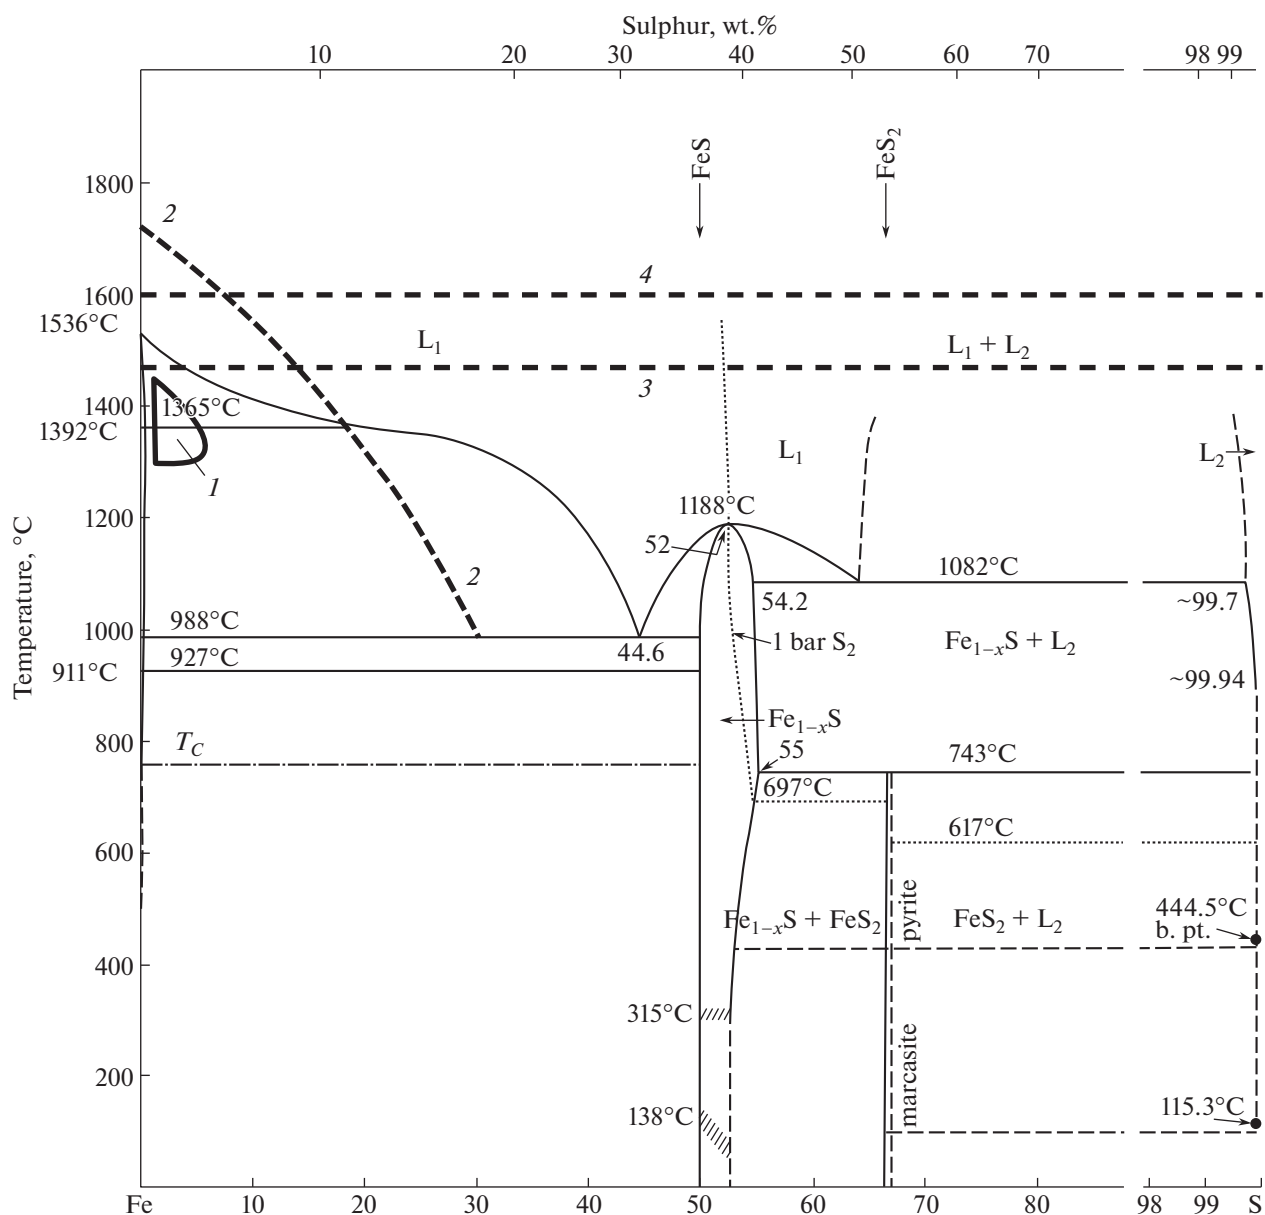 Sulphur, wt.%
10 20 30 40 50 60 70 98 99
FeS
FeS₂
1800
2
4
1600
1536°C
L₁
L₁ + L₂
3
1400
1365°C
1392°C
L₁
L₂
1
1188°C
1200
52
2
1082°C
54.2
~99.7
1000
988°C
44.6
1 bar S₂
Fe₁₋ₓS + L₂
927°C
911°C
~99.94
Fe₁₋ₓS
800
T_C
55
743°C
697°C
617°C
600
pyrite
444.5°C
b. pt.
Fe₁₋ₓS + FeS₂
FeS₂ + L₂
400
315°C
marcasite
200
138°C
115.3°C
Temperature, °C
Fe 10 20 30 40 50 60 70 80 98 99 S